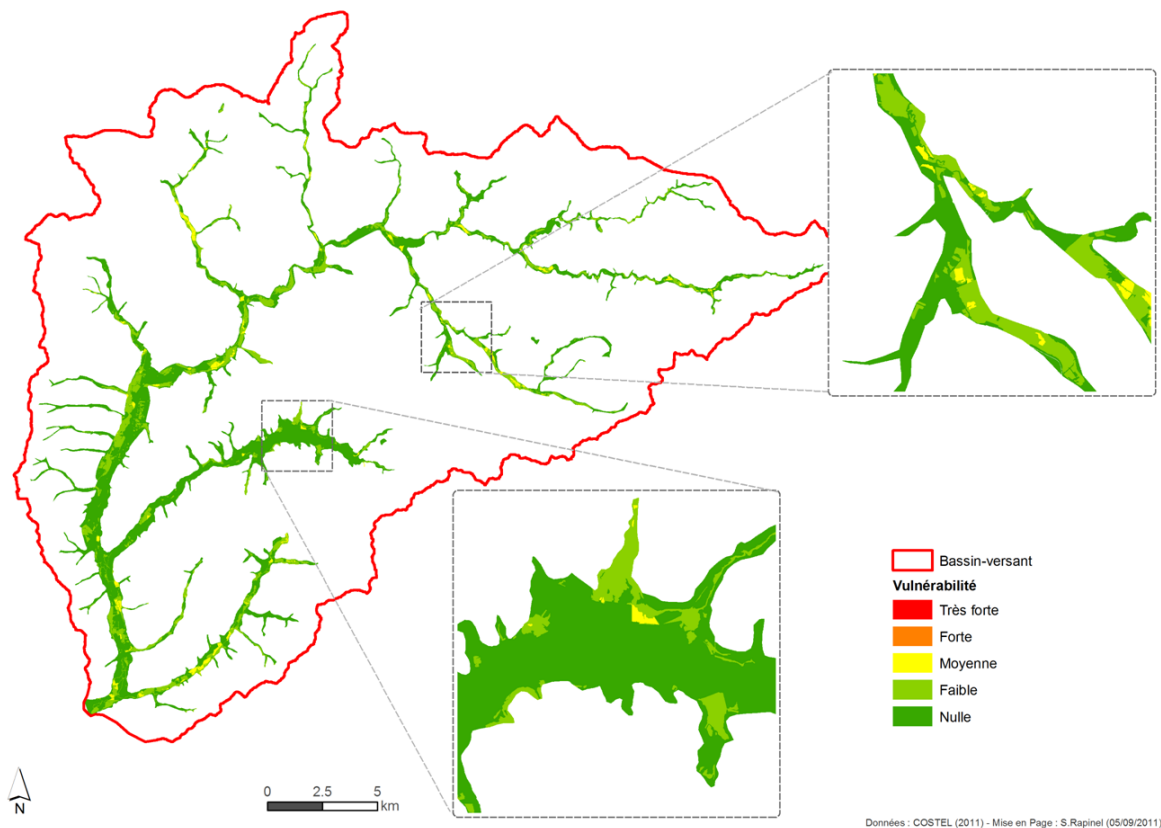 Bassin-versant
Vulnérabilité
Très forte
Forte
Moyenne
Faible
Nulle
N
0 2.5 5
km
Données : COSTEL (2011) - Mise en Page : S.Rapinel (05/09/2011)